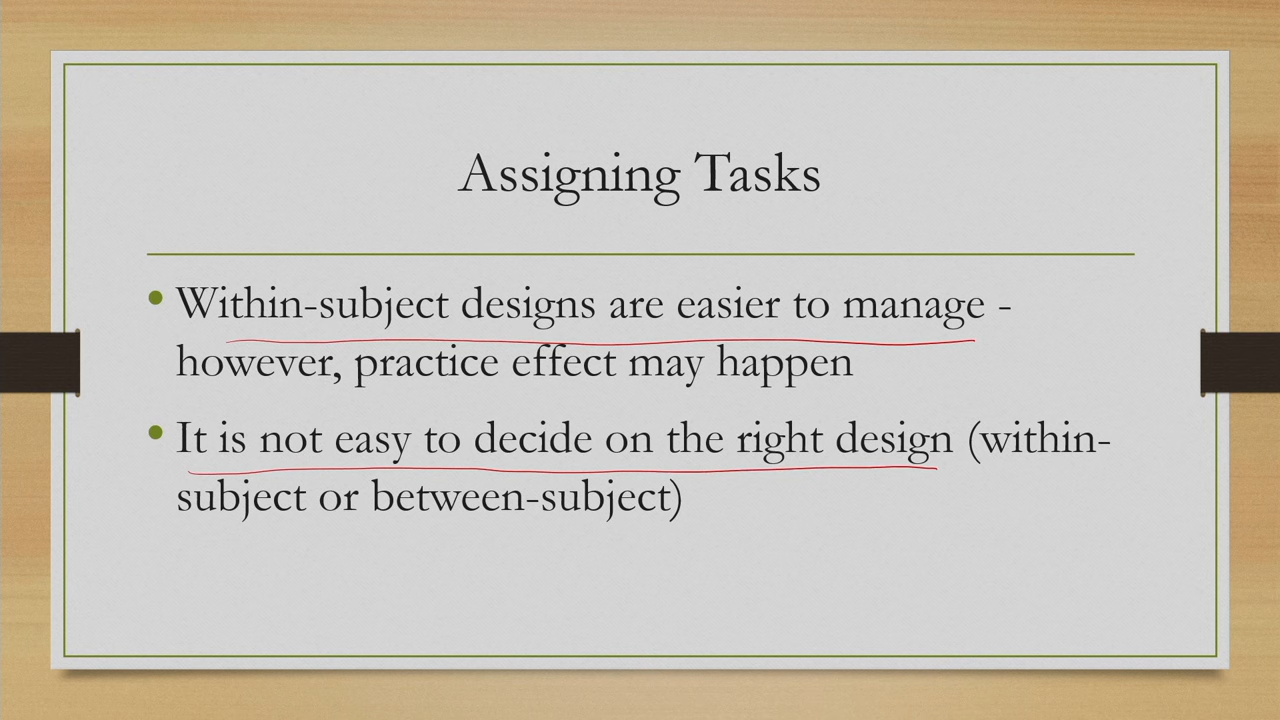 Assigning Tasks
• Within-subject designs are easier to manage -
however, practice effect may happen
• It is not easy to decide on the right design (within-
subject or between-subject)